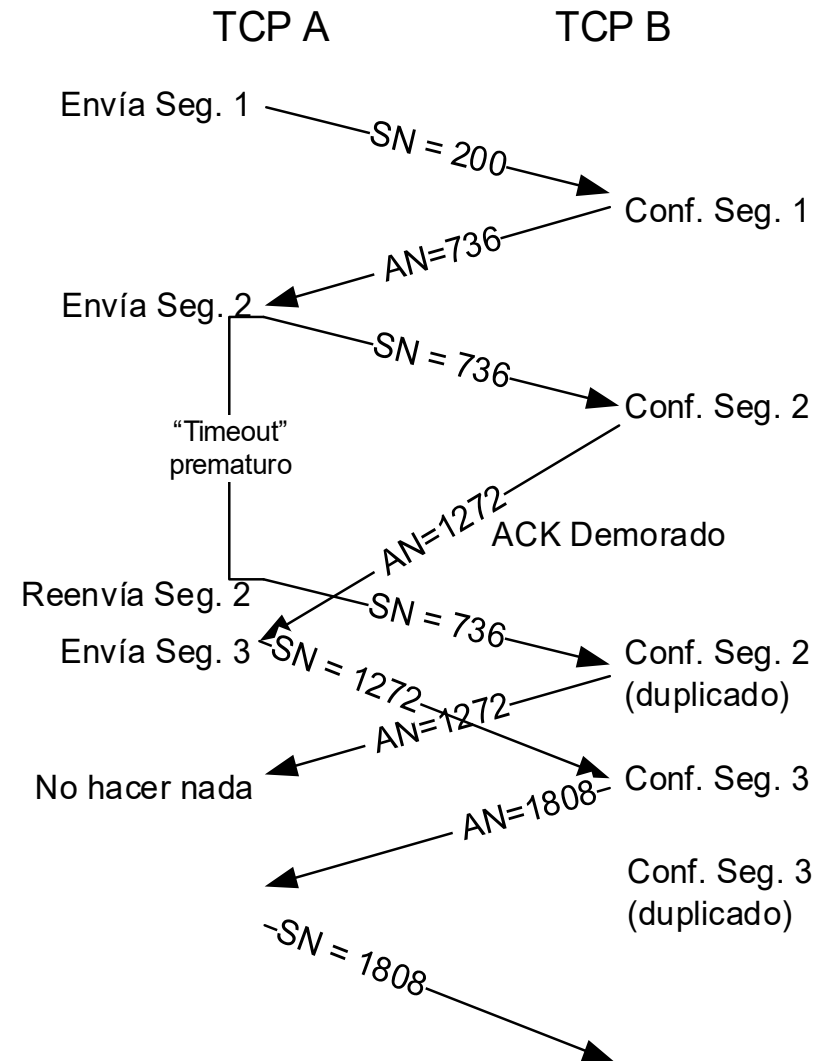 TCP A
TCP B
Envía Seg. 1
SN = 200
Conf. Seg. 1
AN=736
Envía Seg. 2
SN = 736
Conf. Seg. 2
“Timeout”
prematuro
AN=1272
ACK Demorado
Reenvía Seg. 2
SN = 736
Envía Seg. 3
SN = 1272
Conf. Seg. 2
(duplicado)
AN=1272
No hacer nada
Conf. Seg. 3
AN=1808
Conf. Seg. 3
(duplicado)
SN = 1808